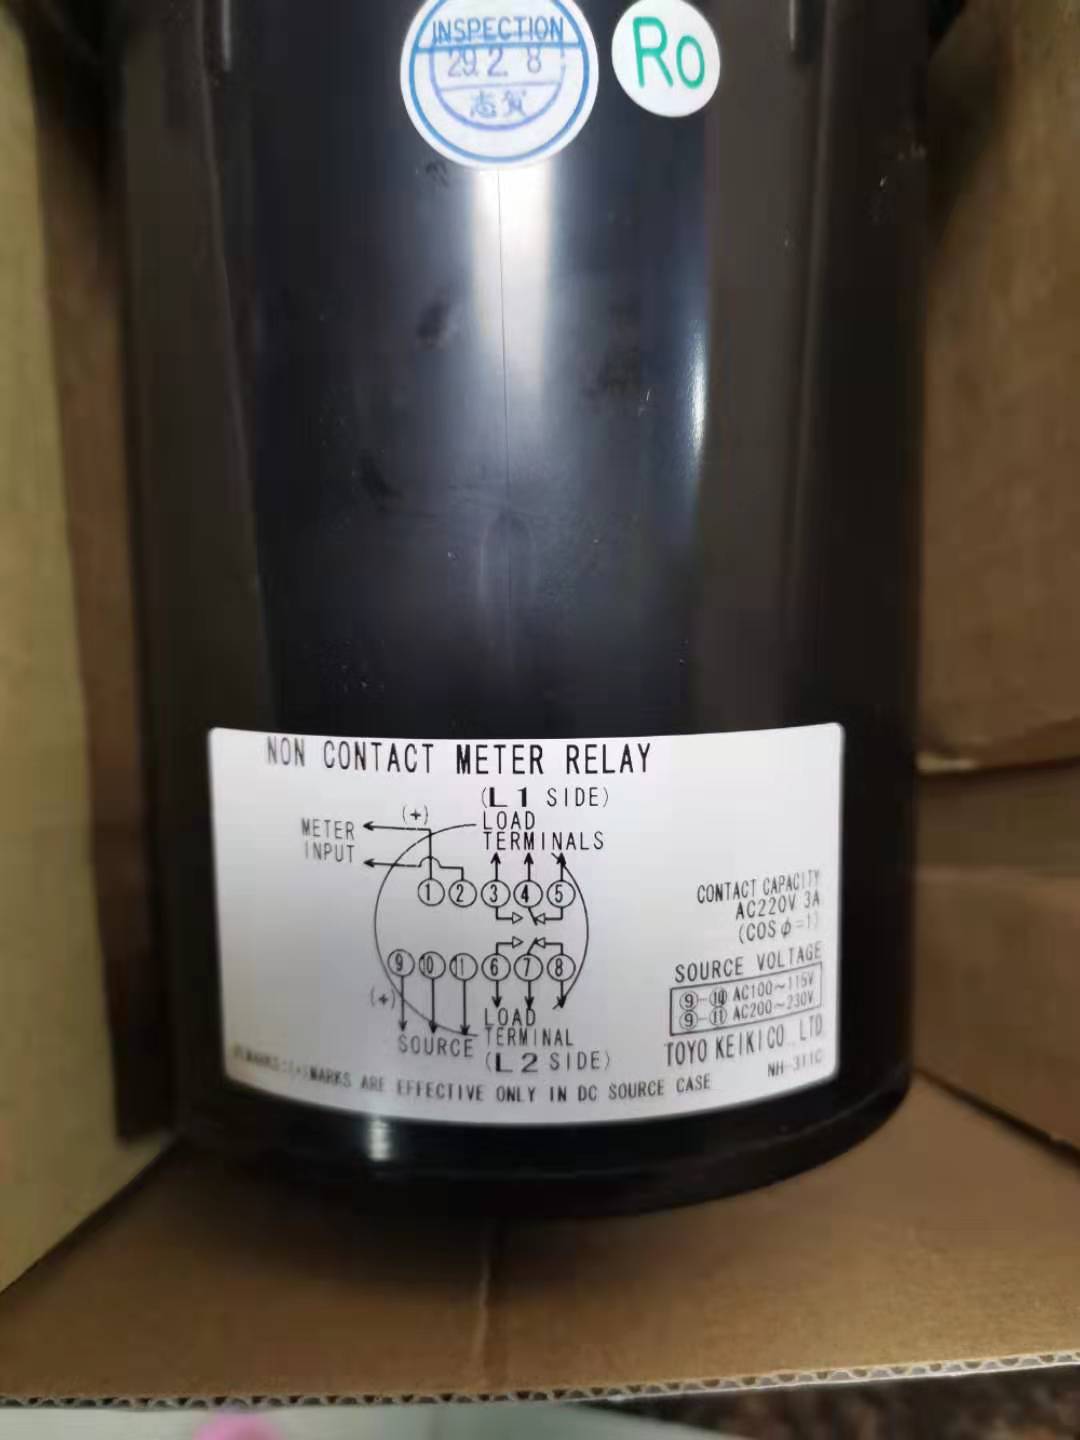 INSPECTION
29. 2. 8
志賀
Ro
NON CONTACT METER RELAY
(L1 SIDE)
LOAD
TERMINALS
(+)
METER
INPUT
1 2 3 4 5
9 10 11 6 7 8
(+)
SOURCE
LOAD
TERMINAL
(L2 SIDE)
CONTACT CAPACITY
AC220V 3A
(COS φ=1)
SOURCE VOLTAGE
⑨-⑩ AC100~115V
⑨-⑪ AC200~230V
TOYO KEIKI CO., LTD
NH-311C
REMARKS:(+)MARKS ARE EFFECTIVE ONLY IN DC SOURCE CASE